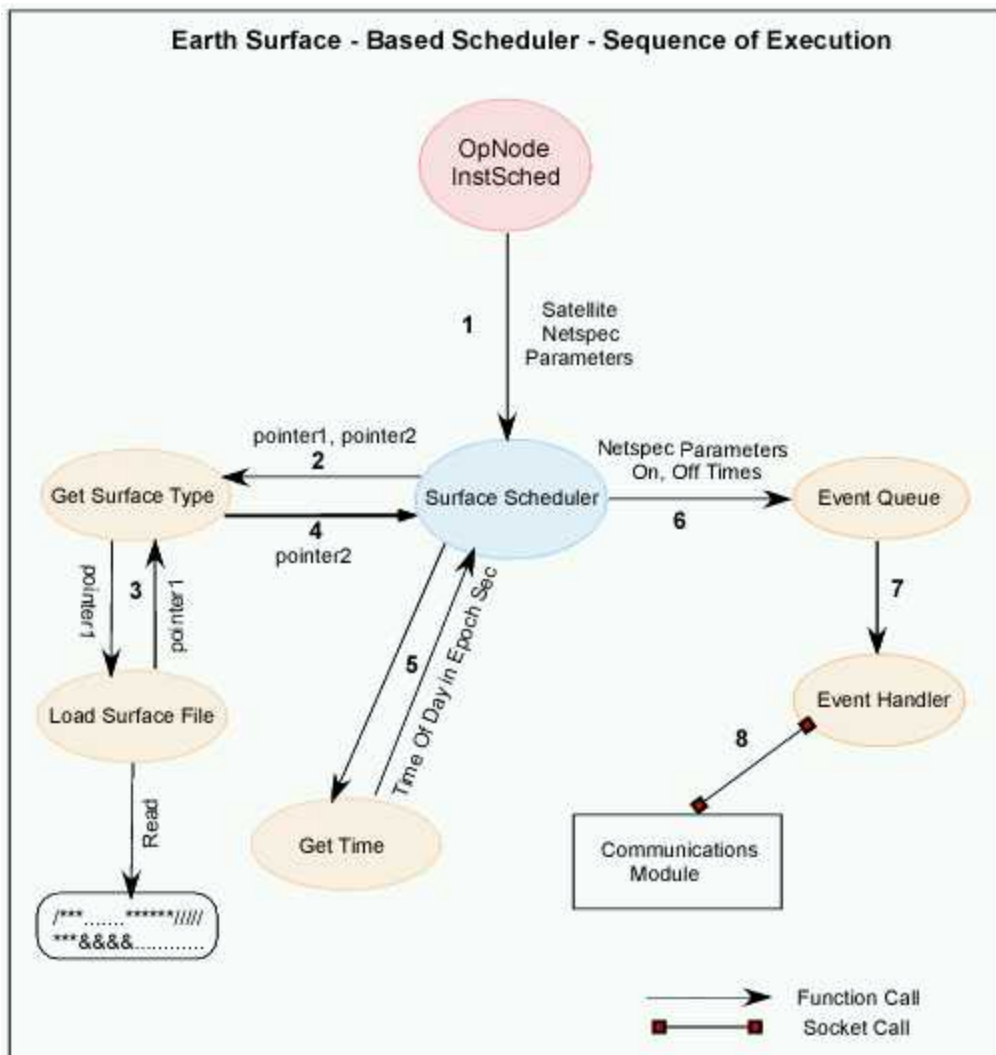 Earth Surface - Based Scheduler - Sequence of Execution
OpNode
InstSched
1
Satellite
Netspec
Parameters
pointer1, pointer2
2
Netspec Parameters
On, Off Times
Get Surface Type
Surface Scheduler
Event Queue
4
pointer2
6
pointer1
3
pointer1
5
Time Of Day in Epoch Sec
7
Load Surface File
Event Handler
8
Read
Get Time
Communications
Module
/***.......******/////
***&&&&............
Function Call
Socket Call